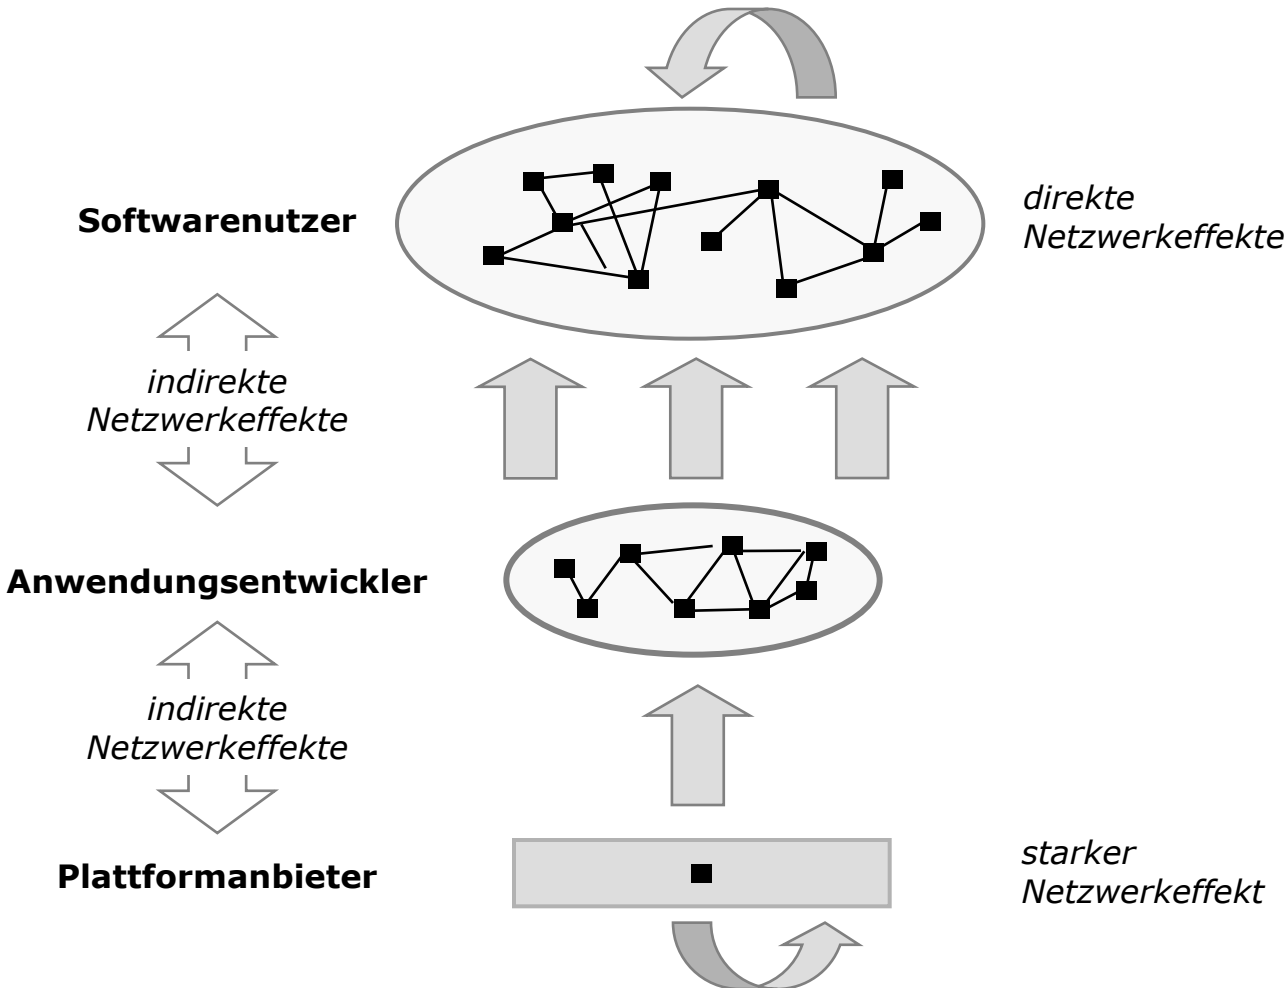 Softwarenutzer
direkte
Netzwerkeffekte
indirekte
Netzwerkeffekte
Anwendungsentwickler
indirekte
Netzwerkeffekte
Plattformanbieter
starker
Netzwerkeffekt